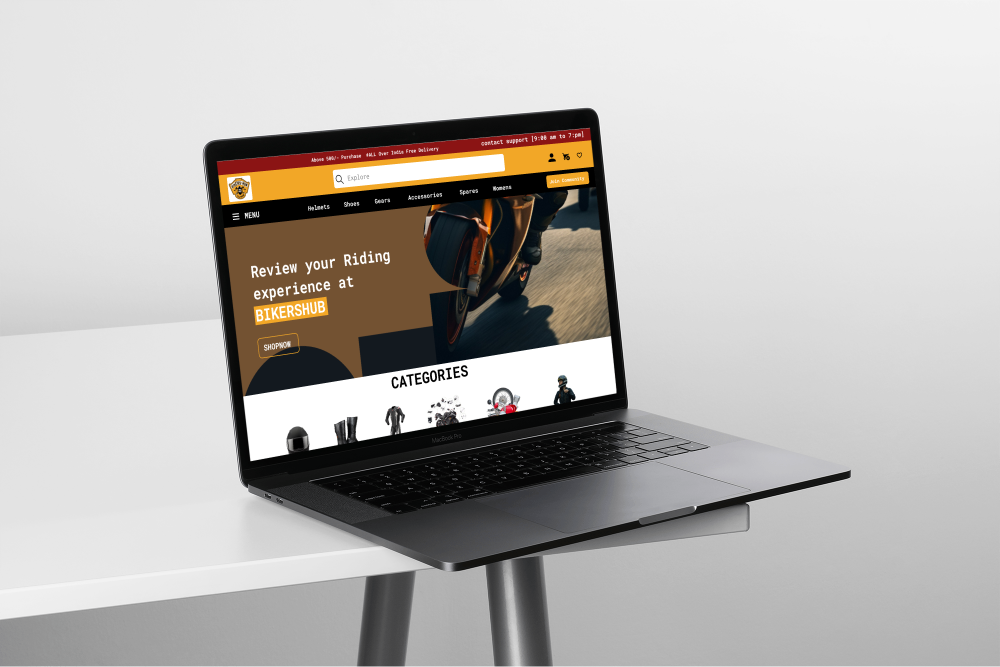 Above 500/- Purchase #ALL Over India Free Delivery
contact support [9:00 am to 7:pm]
Explore
MENU
Helmets
Shoes
Gears
Accessories
Spares
Womens
Join Community
Review your Riding
experience at
BIKERSHUB
SHOPNOW
CATEGORIES
MacBook Pro